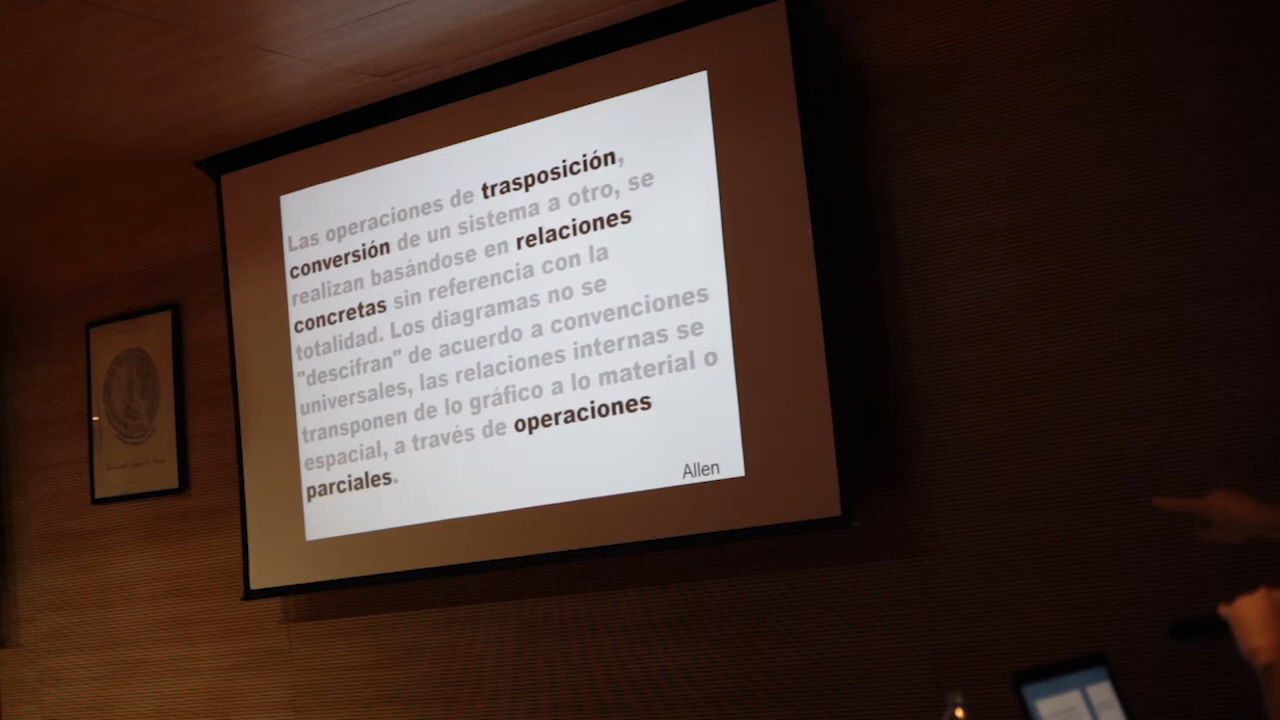 Las operaciones de trasposición,
conversión de un sistema a otro, se
realizan basándose en relaciones
concretas sin referencia con la
totalidad. Los diagramas no se
"descifran" de acuerdo a convenciones
universales, las relaciones internas se
transponen de lo gráfico a lo material o
espacial, a través de operaciones
parciales.
Allen